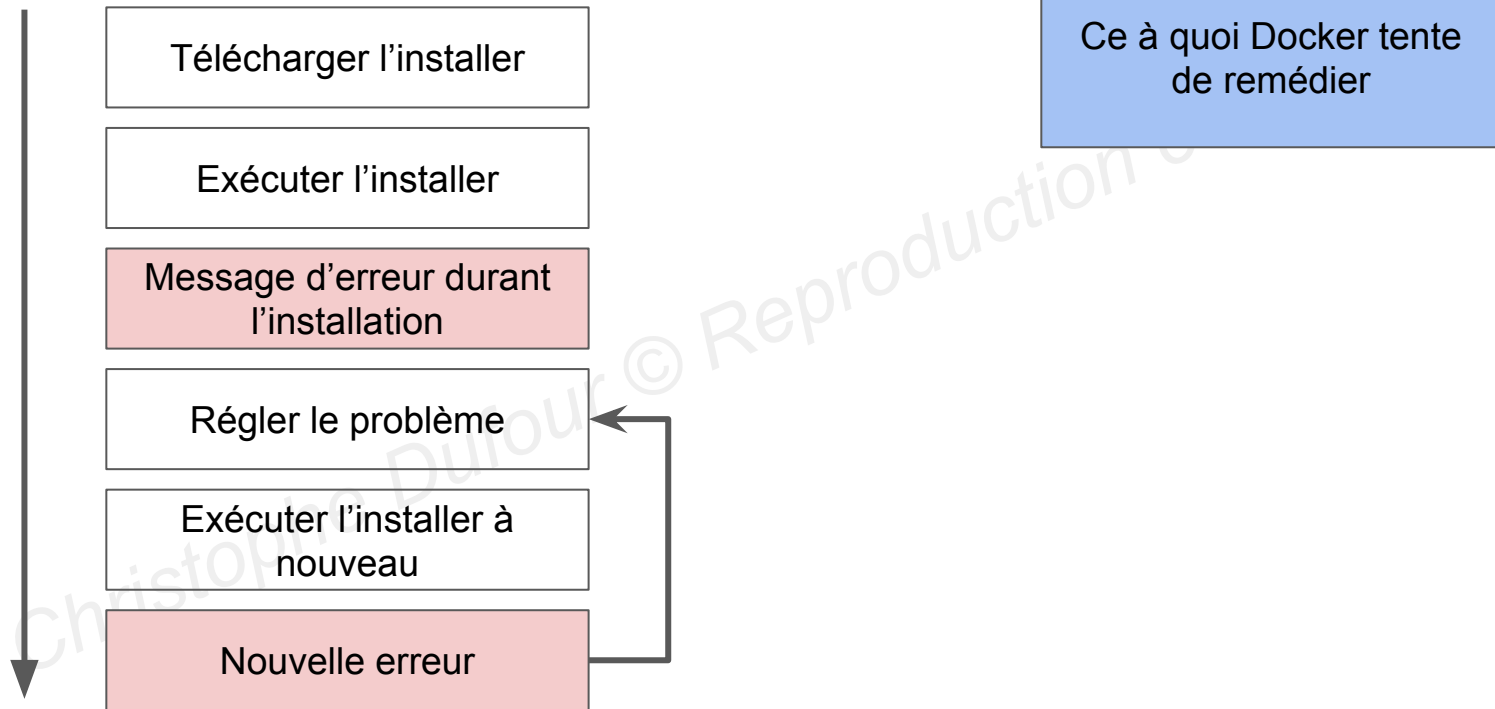 Télécharger l’installer
Ce à quoi Docker tente
de remédier
Exécuter l’installer
Message d’erreur durant
l’installation
Régler le problème
Exécuter l’installer à
nouveau
Nouvelle erreur
Christophe Dufour © Reproduction